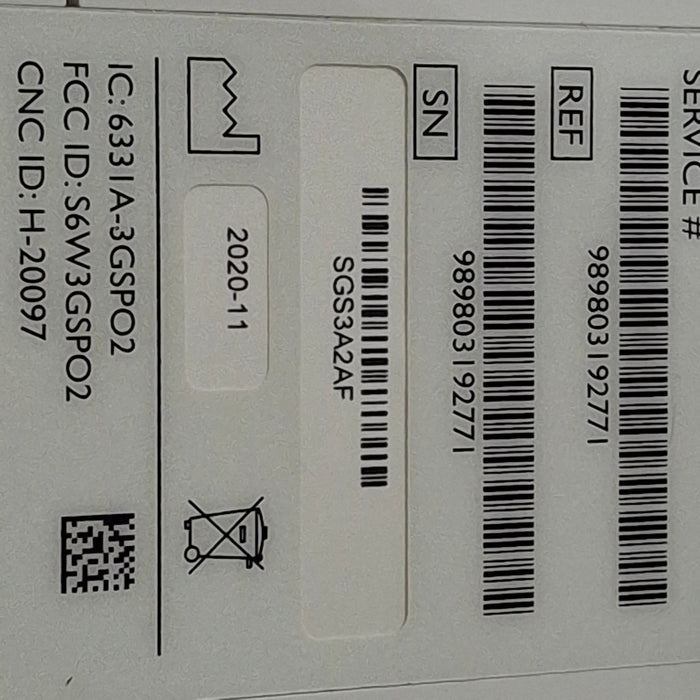 SERVICE #
989803192771
REF
989803192771
SN
SGS3A2AF
2020-11
IC: 6331A-3GSPO2
FCC ID: S6W3GSPO2
CNC ID: H-20097